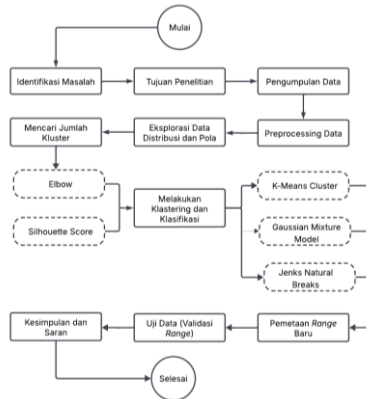 Mulai
Identifikasi Masalah
Tujuan Penelitian
Pengumpulan Data
Mencari Jumlah
Kluster
Eksplorasi Data
Distribusi dan Pola
Preprocessing Data
Elbow
Silhouette Score
Melakukan
Klastering dan
Klasifikasi
K-Means Cluster
Gaussian Mixture
Model
Jenks Natural
Breaks
Kesimpulan dan
Saran
Uji Data (Validasi
Range)
Pemetaan Range
Baru
Selesai